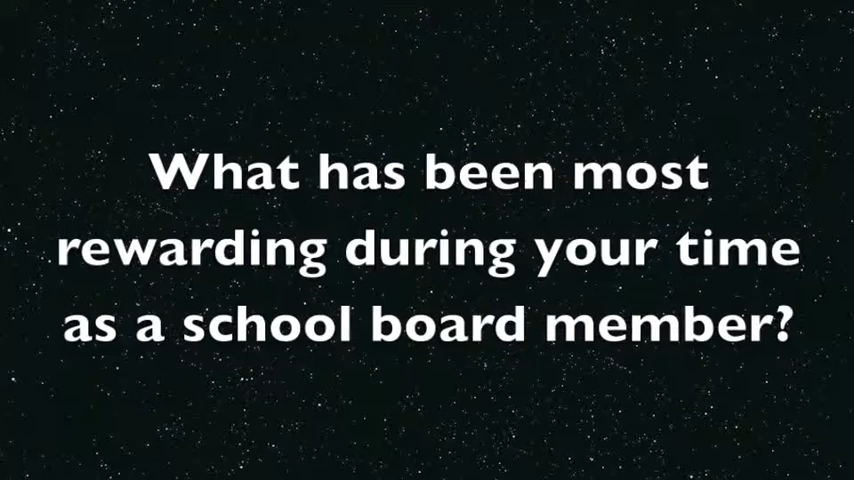 What has been most
rewarding during your time
as a school board member?